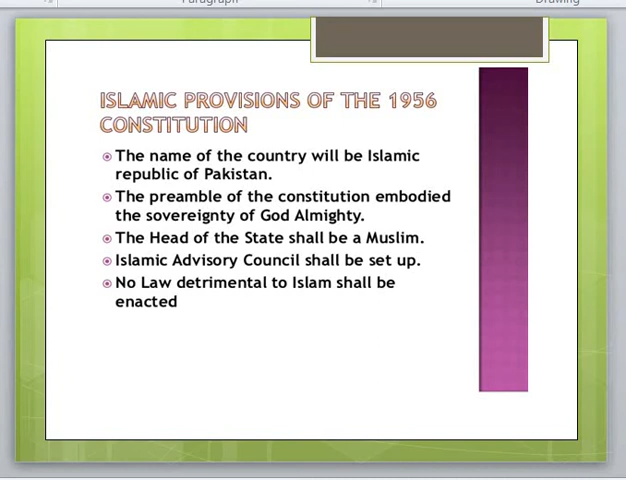 Paragraph
Drawing
ISLAMIC PROVISIONS OF THE 1956
CONSTITUTION
The name of the country will be Islamic
republic of Pakistan.
The preamble of the constitution embodied
the sovereignty of God Almighty.
The Head of the State shall be a Muslim.
Islamic Advisory Council shall be set up.
No Law detrimental to Islam shall be
enacted